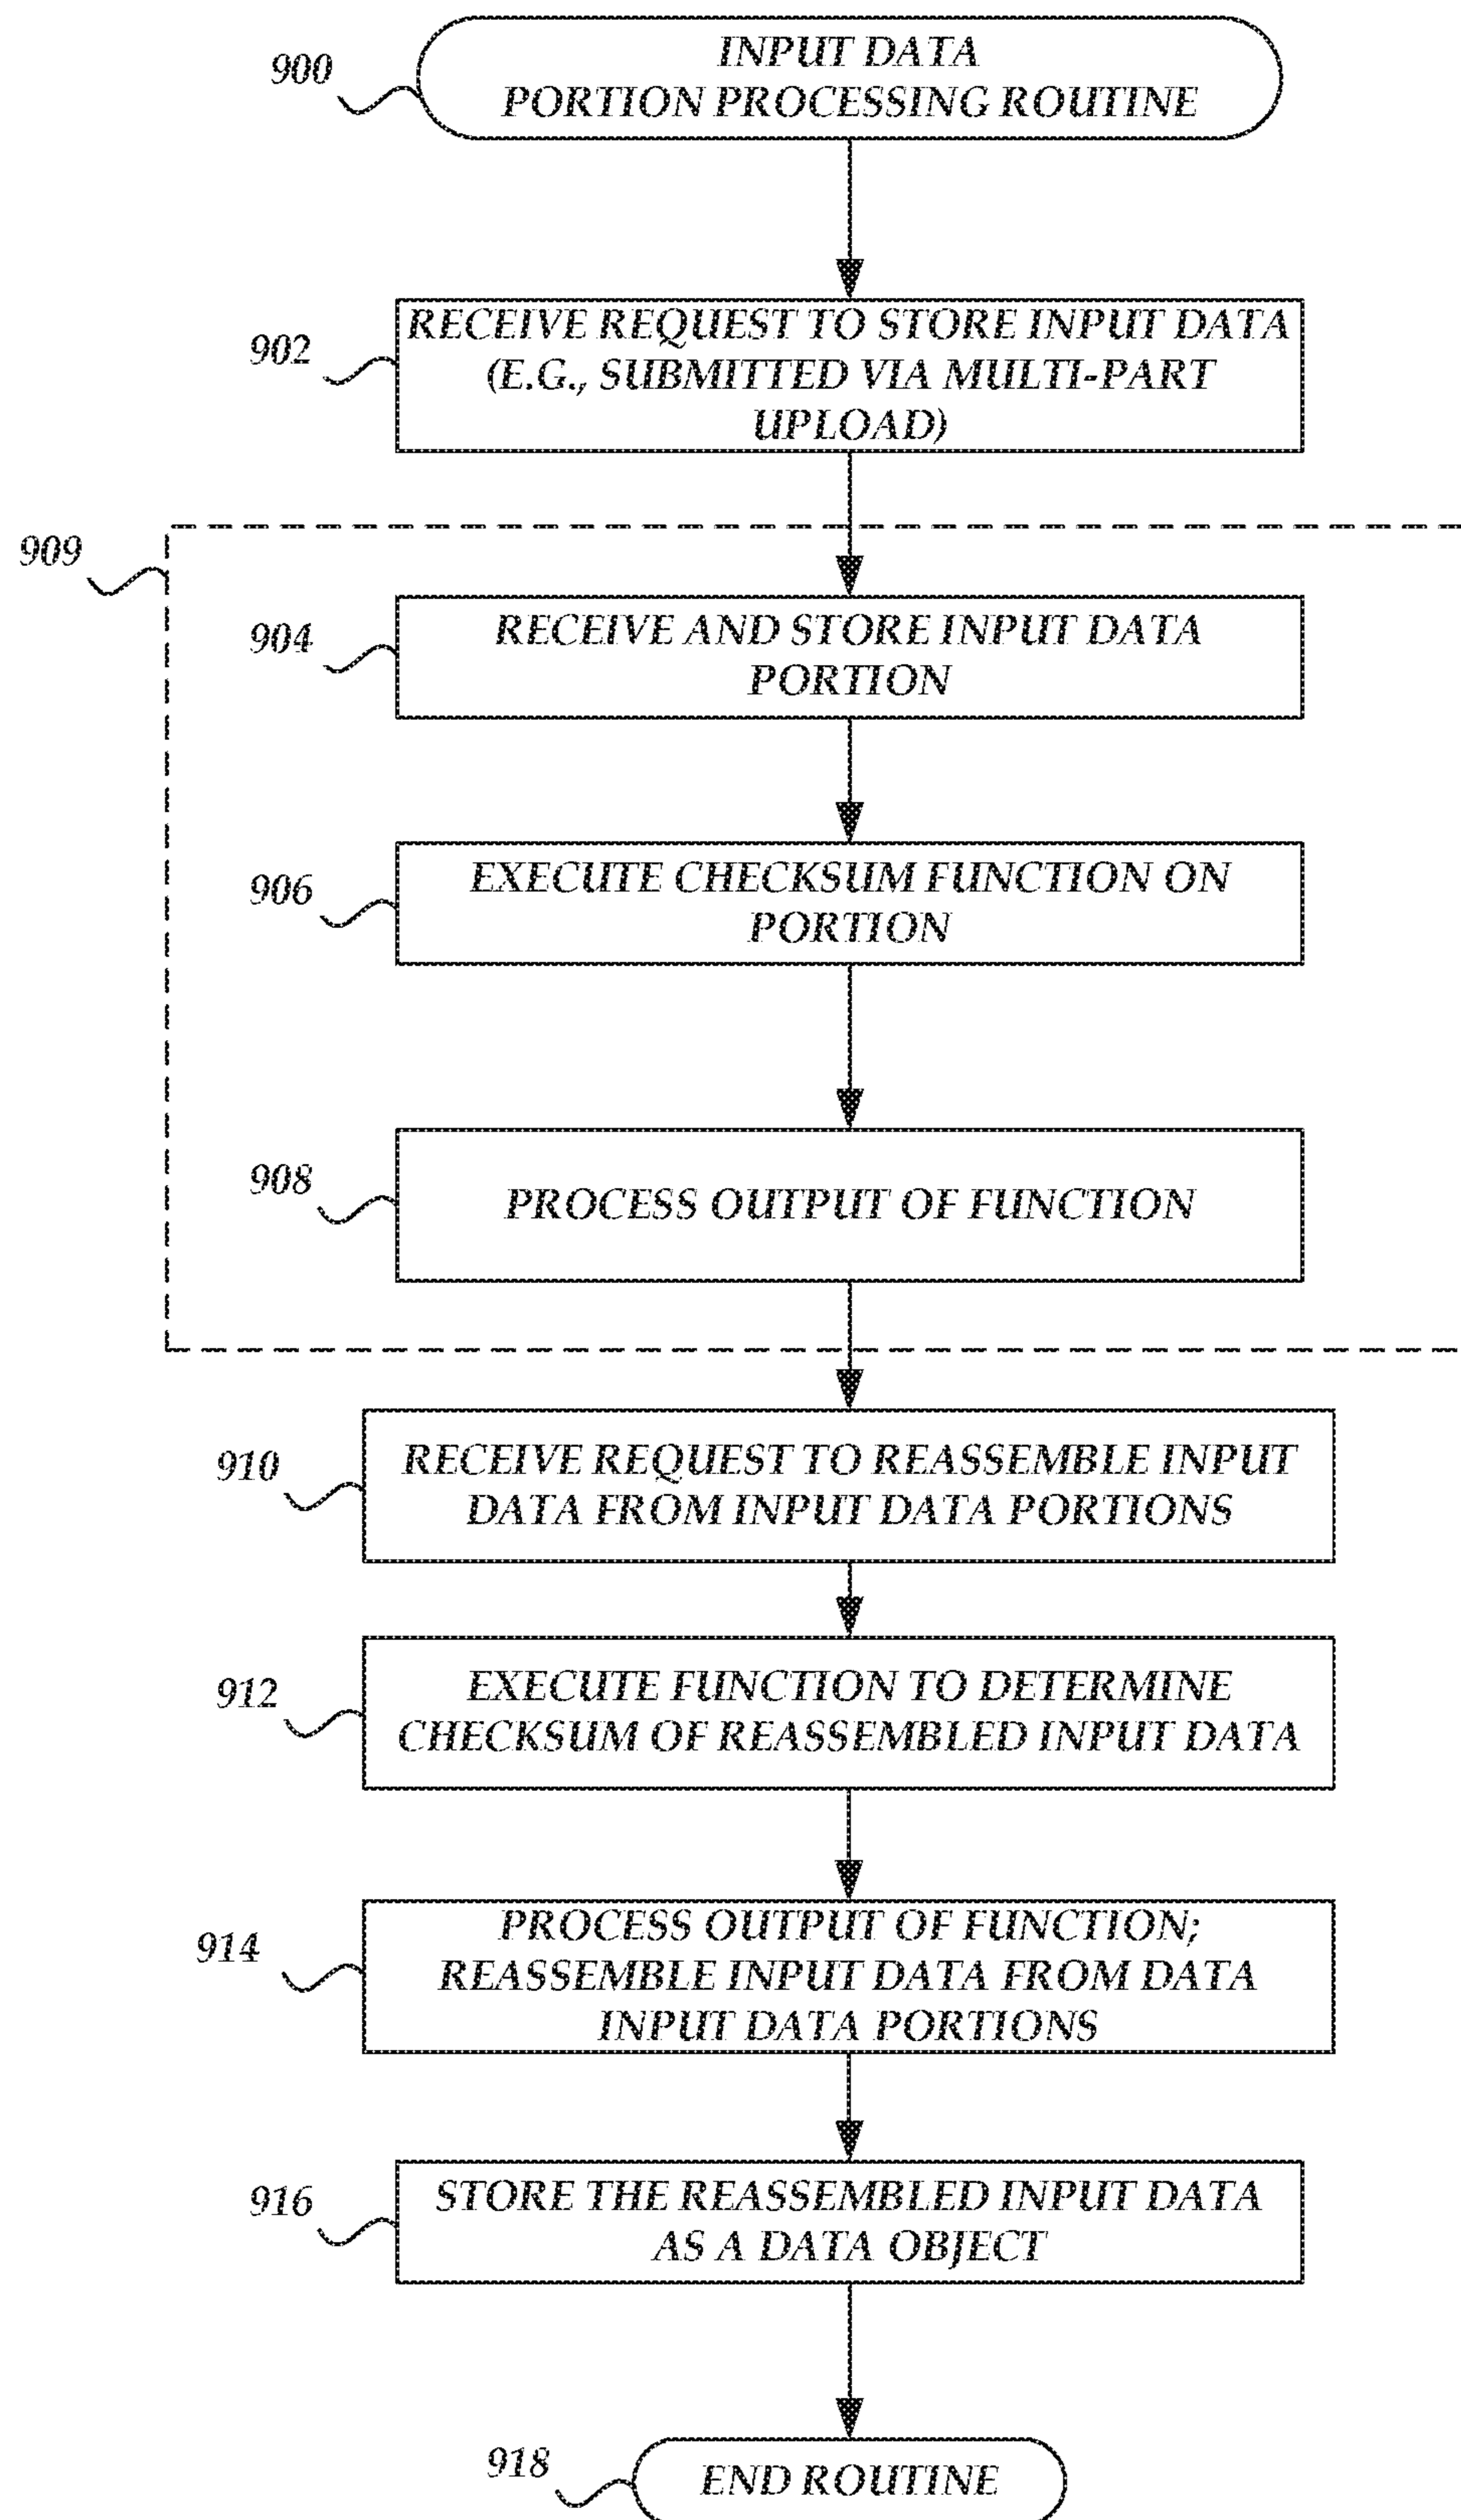 900
INPUT DATA
PORTION PROCESSING ROUTINE
902
RECEIVE REQUEST TO STORE INPUT DATA
(E.G., SUBMITTED VIA MULTI-PART
UPLOAD)
909
904
RECEIVE AND STORE INPUT DATA
PORTION
906
EXECUTE CHECKSUM FUNCTION ON
PORTION
908
PROCESS OUTPUT OF FUNCTION
910
RECEIVE REQUEST TO REASSEMBLE INPUT
DATA FROM INPUT DATA PORTIONS
912
EXECUTE FUNCTION TO DETERMINE
CHECKSUM OF REASSEMBLED INPUT DATA
914
PROCESS OUTPUT OF FUNCTION;
REASSEMBLE INPUT DATA FROM DATA
INPUT DATA PORTIONS
916
STORE THE REASSEMBLED INPUT DATA
AS A DATA OBJECT
918
END ROUTINE